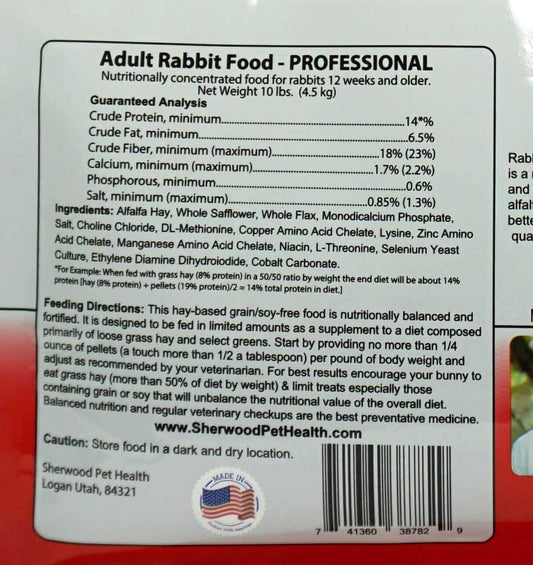 Adult Rabbit Food - PROFESSIONAL
Nutritionally concentrated food for rabbits 12 weeks and older.
Net Weight 10 lbs. (4.5 kg)
Guaranteed Analysis
Crude Protein, minimum..........14*%
Crude Fat, minimum..........6.5%
Crude Fiber, minimum (maximum)..........18% (23%)
Calcium, minimum (maximum)..........1.7% (2.2%)
Phosphorous, minimum..........0.6%
Salt, minimum (maximum)..........0.85% (1.3%)
Ingredients: Alfalfa Hay, Whole Safflower, Whole Flax, Monodicalcium Phosphate,
Salt, Choline Chloride, DL-Methionine, Copper Amino Acid Chelate, Lysine, Zinc Amino
Acid Chelate, Manganese Amino Acid Chelate, Niacin, L-Threonine, Selenium Yeast
Culture, Ethylene Diamine Dihydroiodide, Cobalt Carbonate.
*For Example: When fed with grass hay (8% protein) in a 50/50 ratio by weight the end diet will be about 14%
protein [hay (8% protein) + pellets (19% protein)/2 = 14% total protein in diet.]
Feeding Directions: This hay-based grain/soy-free food is nutritionally balanced and
fortified. It is designed to be fed in limited amounts as a supplement to a diet composed
primarily of loose grass hay and select greens. Start by providing no more than 1/4
ounce of pellets (a touch more than 1/2 a tablespoon) per pound of body weight and
adjust as recommended by your veterinarian. For best results encourage your bunny to
eat grass hay (more than 50% of diet by weight) & limit treats especially those
containing grain or soy that will unbalance the nutritional value of the overall diet.
Balanced nutrition and regular veterinary checkups are the best preventative medicine.
www.SherwoodPetHealth.com
Caution: Store food in a dark and dry location.
Sherwood Pet Health
Logan Utah, 84321
MADE IN
7 41360 38782 9
Rabb
is a
and
alfal
bette
qua